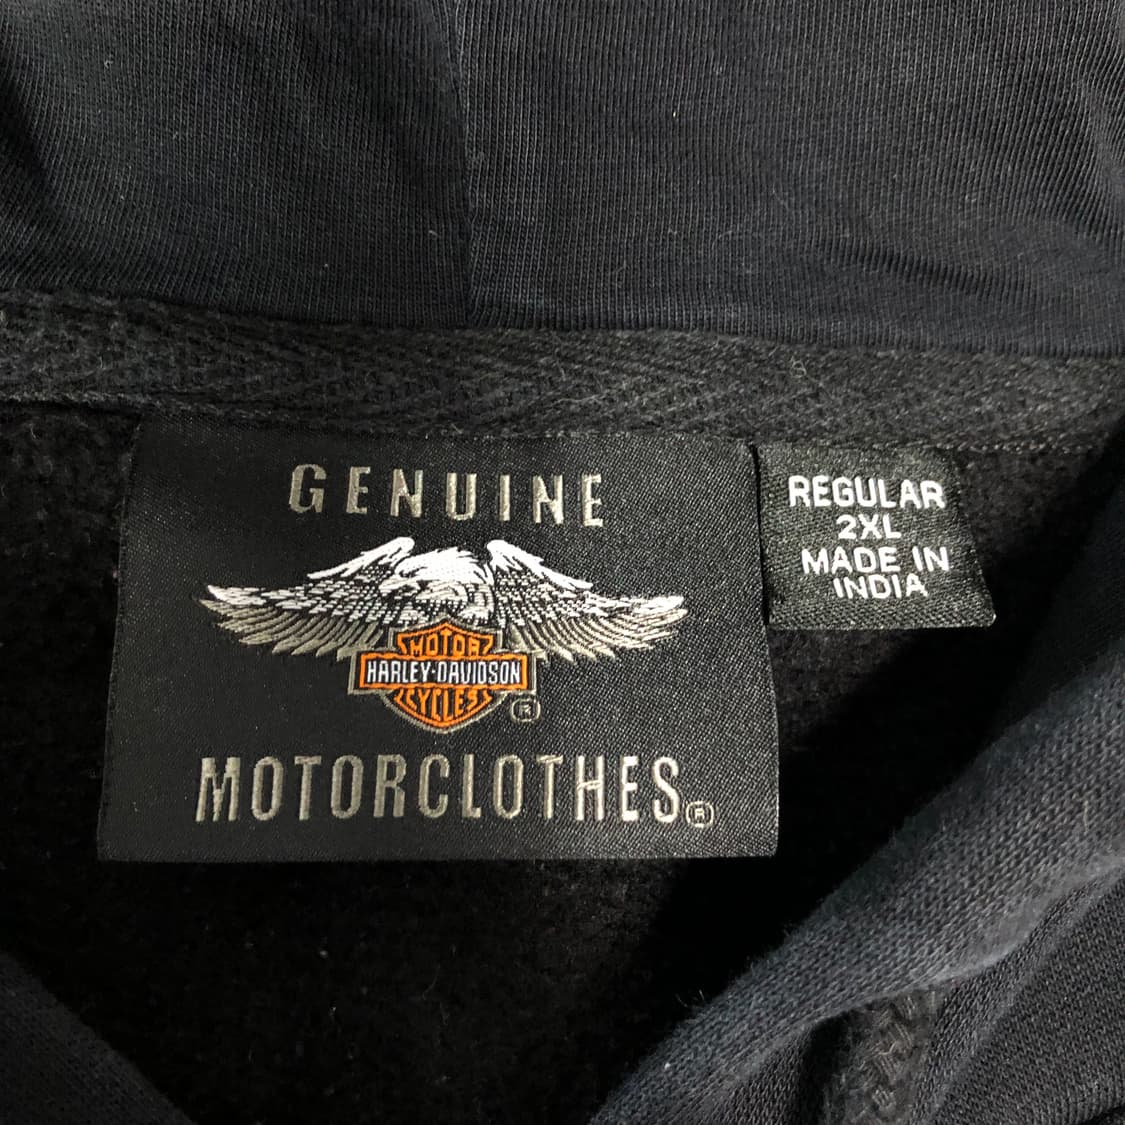 GENUINE
MOTOR
HARLEY-DAVIDSON
CYCLES
®
MOTORCLOTHES®
REGULAR
2XL
MADE IN
INDIA